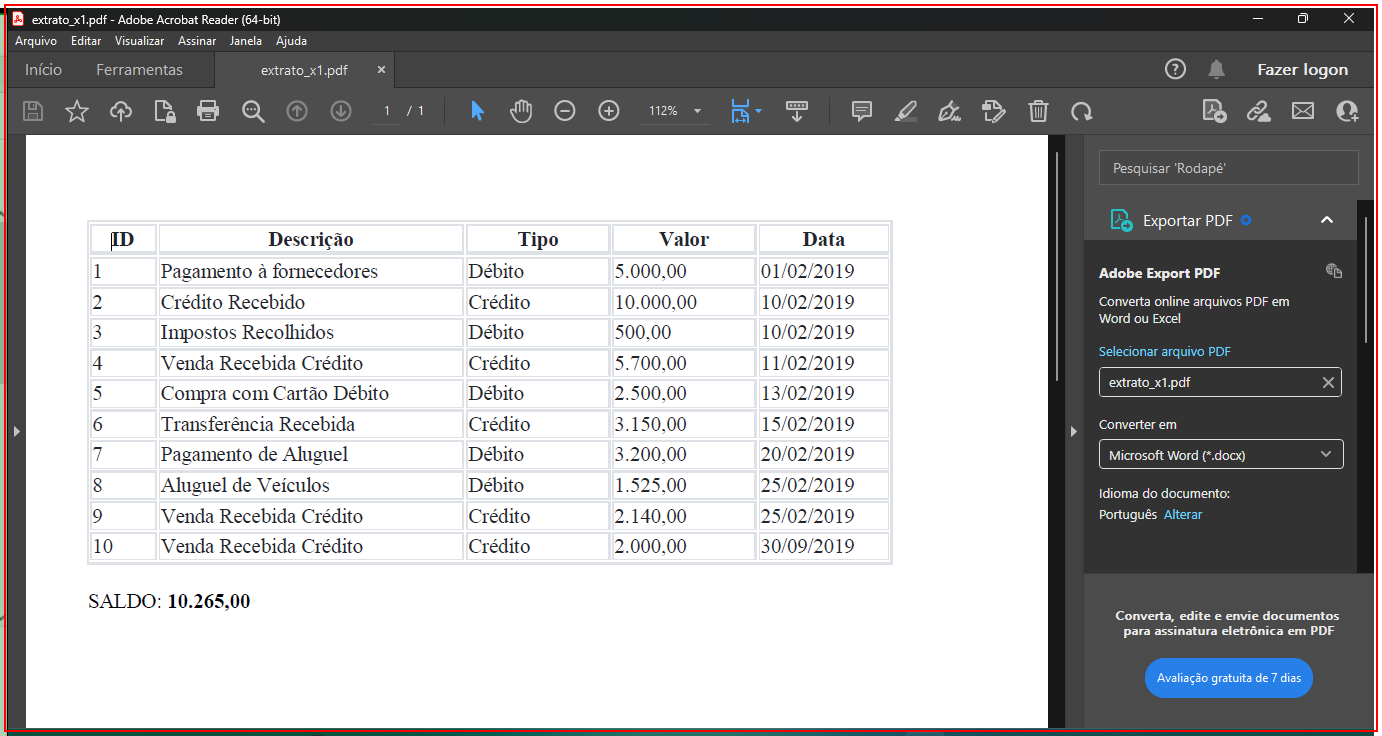 extrato_x1.pdf - Adobe Acrobat Reader (64-bit)
Arquivo Editar Visualizar Assinar Janela Ajuda
Início Ferramentas extrato_x1.pdf Fazer logon
1 / 1 112%
ID Descrição Tipo Valor Data
1 Pagamento à fornecedores Débito 5.000,00 01/02/2019
2 Crédito Recebido Crédito 10.000,00 10/02/2019
3 Impostos Recolhidos Débito 500,00 10/02/2019
4 Venda Recebida Crédito Crédito 5.700,00 11/02/2019
5 Compra com Cartão Débito Débito 2.500,00 13/02/2019
6 Transferência Recebida Crédito 3.150,00 15/02/2019
7 Pagamento de Aluguel Débito 3.200,00 20/02/2019
8 Aluguel de Veículos Débito 1.525,00 25/02/2019
9 Venda Recebida Crédito Crédito 2.140,00 25/02/2019
10 Venda Recebida Crédito Crédito 2.000,00 30/09/2019
SALDO: 10.265,00
Pesquisar 'Rodapé'
Exportar PDF
Adobe Export PDF
Converta online arquivos PDF em
Word ou Excel
Selecionar arquivo PDF
extrato_x1.pdf
Converter em
Microsoft Word (*.docx)
Idioma do documento:
Português Alterar
Converta, edite e envie documentos
para assinatura eletrônica em PDF
Avaliação gratuita de 7 dias